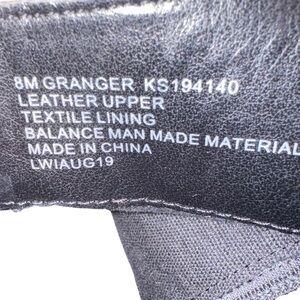 8M GRANGER KS194140
LEATHER UPPER
TEXTILE LINING
BALANCE MAN MADE MATERIAL
MADE IN CHINA
LWIAUG19